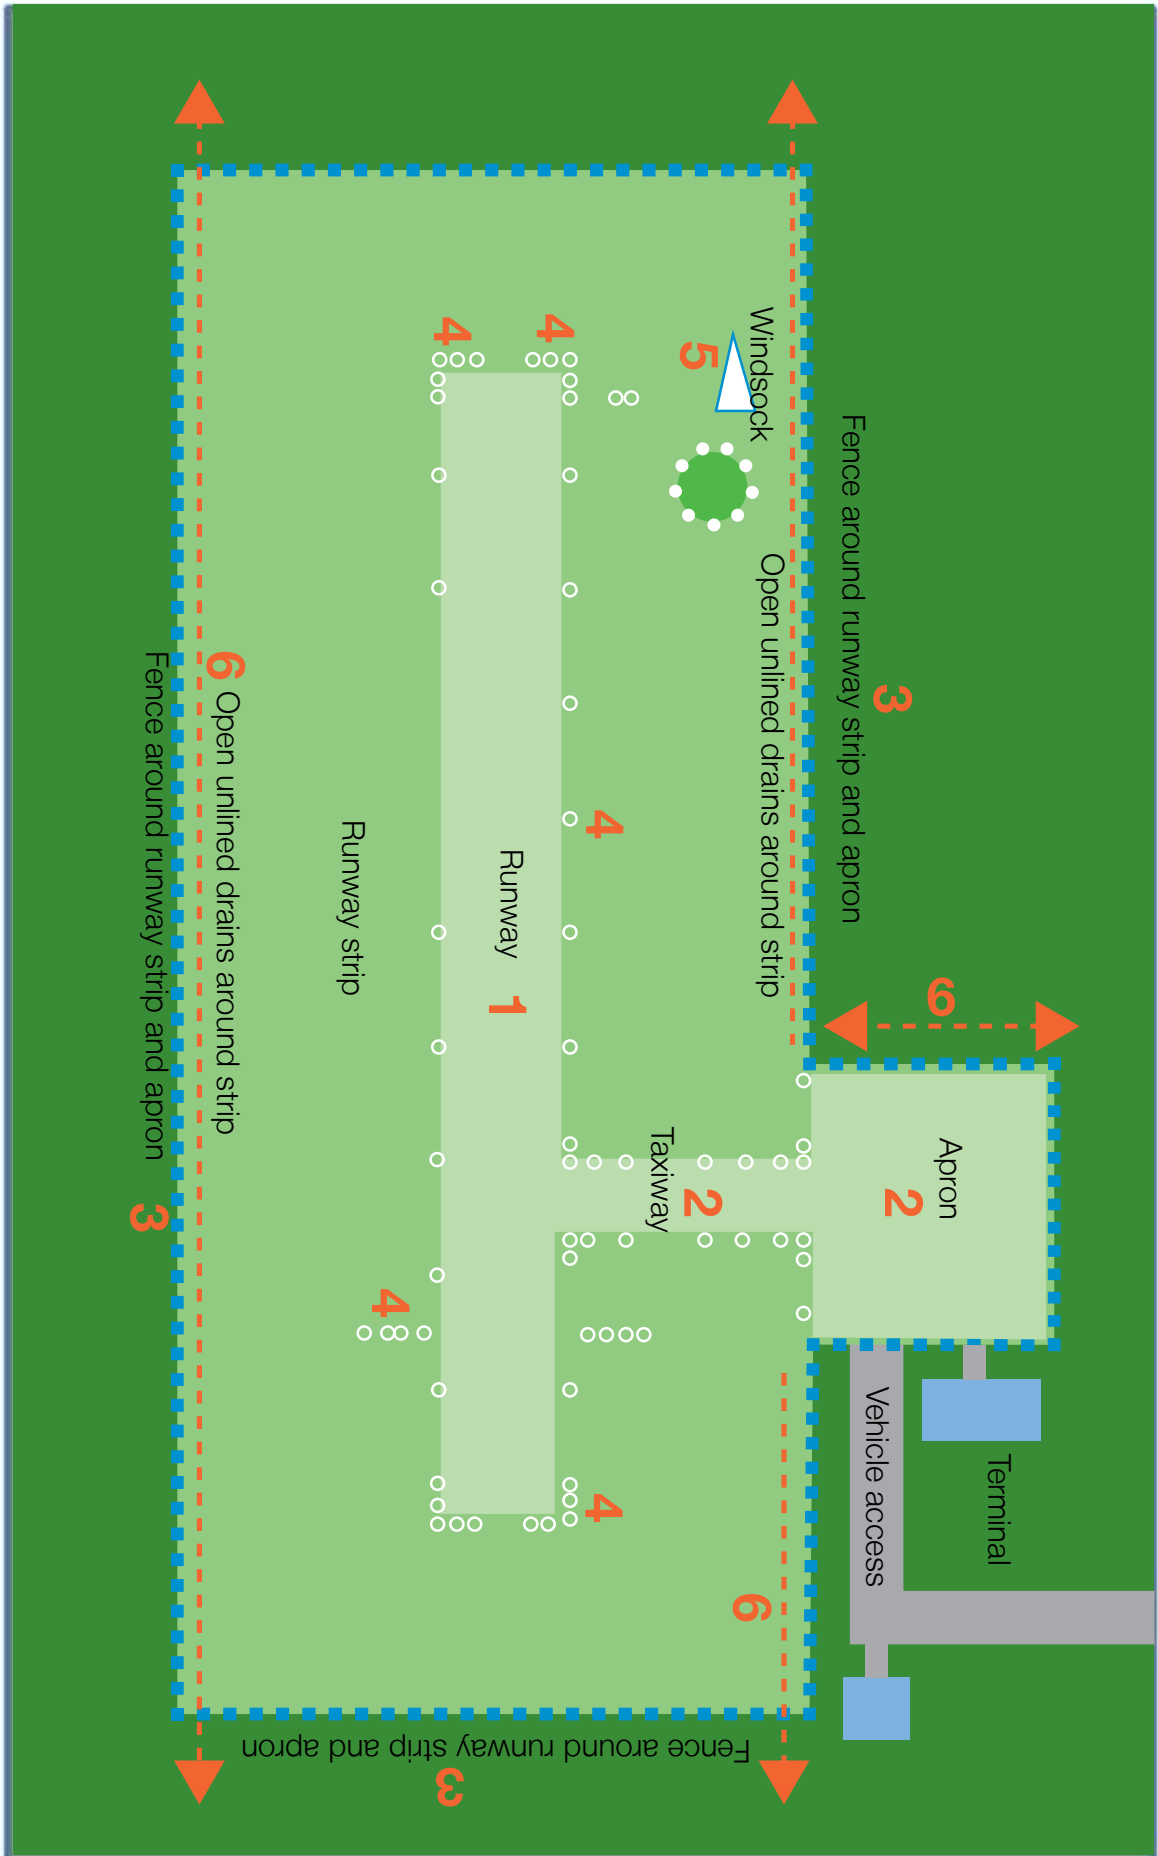 Terminal
Apron
6
2
3
Vehicle access
Fence around runway strip and apron
Open unlined drains around strip
Windsock
6
2
5
Taxiway
4
4
4
Runway 1
Fence around runway strip and apron
3
4
4
Runway strip
6 Open unlined drains around strip
Fence around runway strip and apron
3